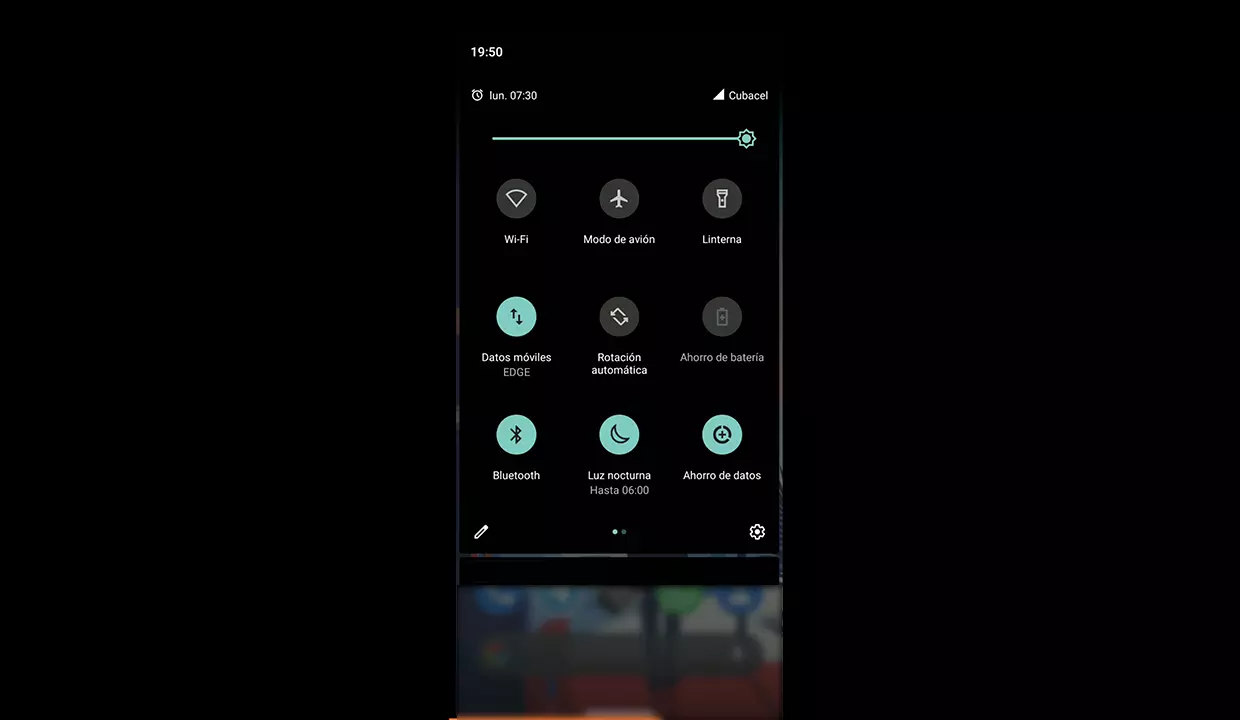 19:50
lun. 07:30
Cubacel
Wi-Fi
Modo de avión
Linterna
Datos móviles
EDGE
Rotación
automática
Ahorro de batería
Bluetooth
Luz nocturna
Hasta 06:00
Ahorro de datos